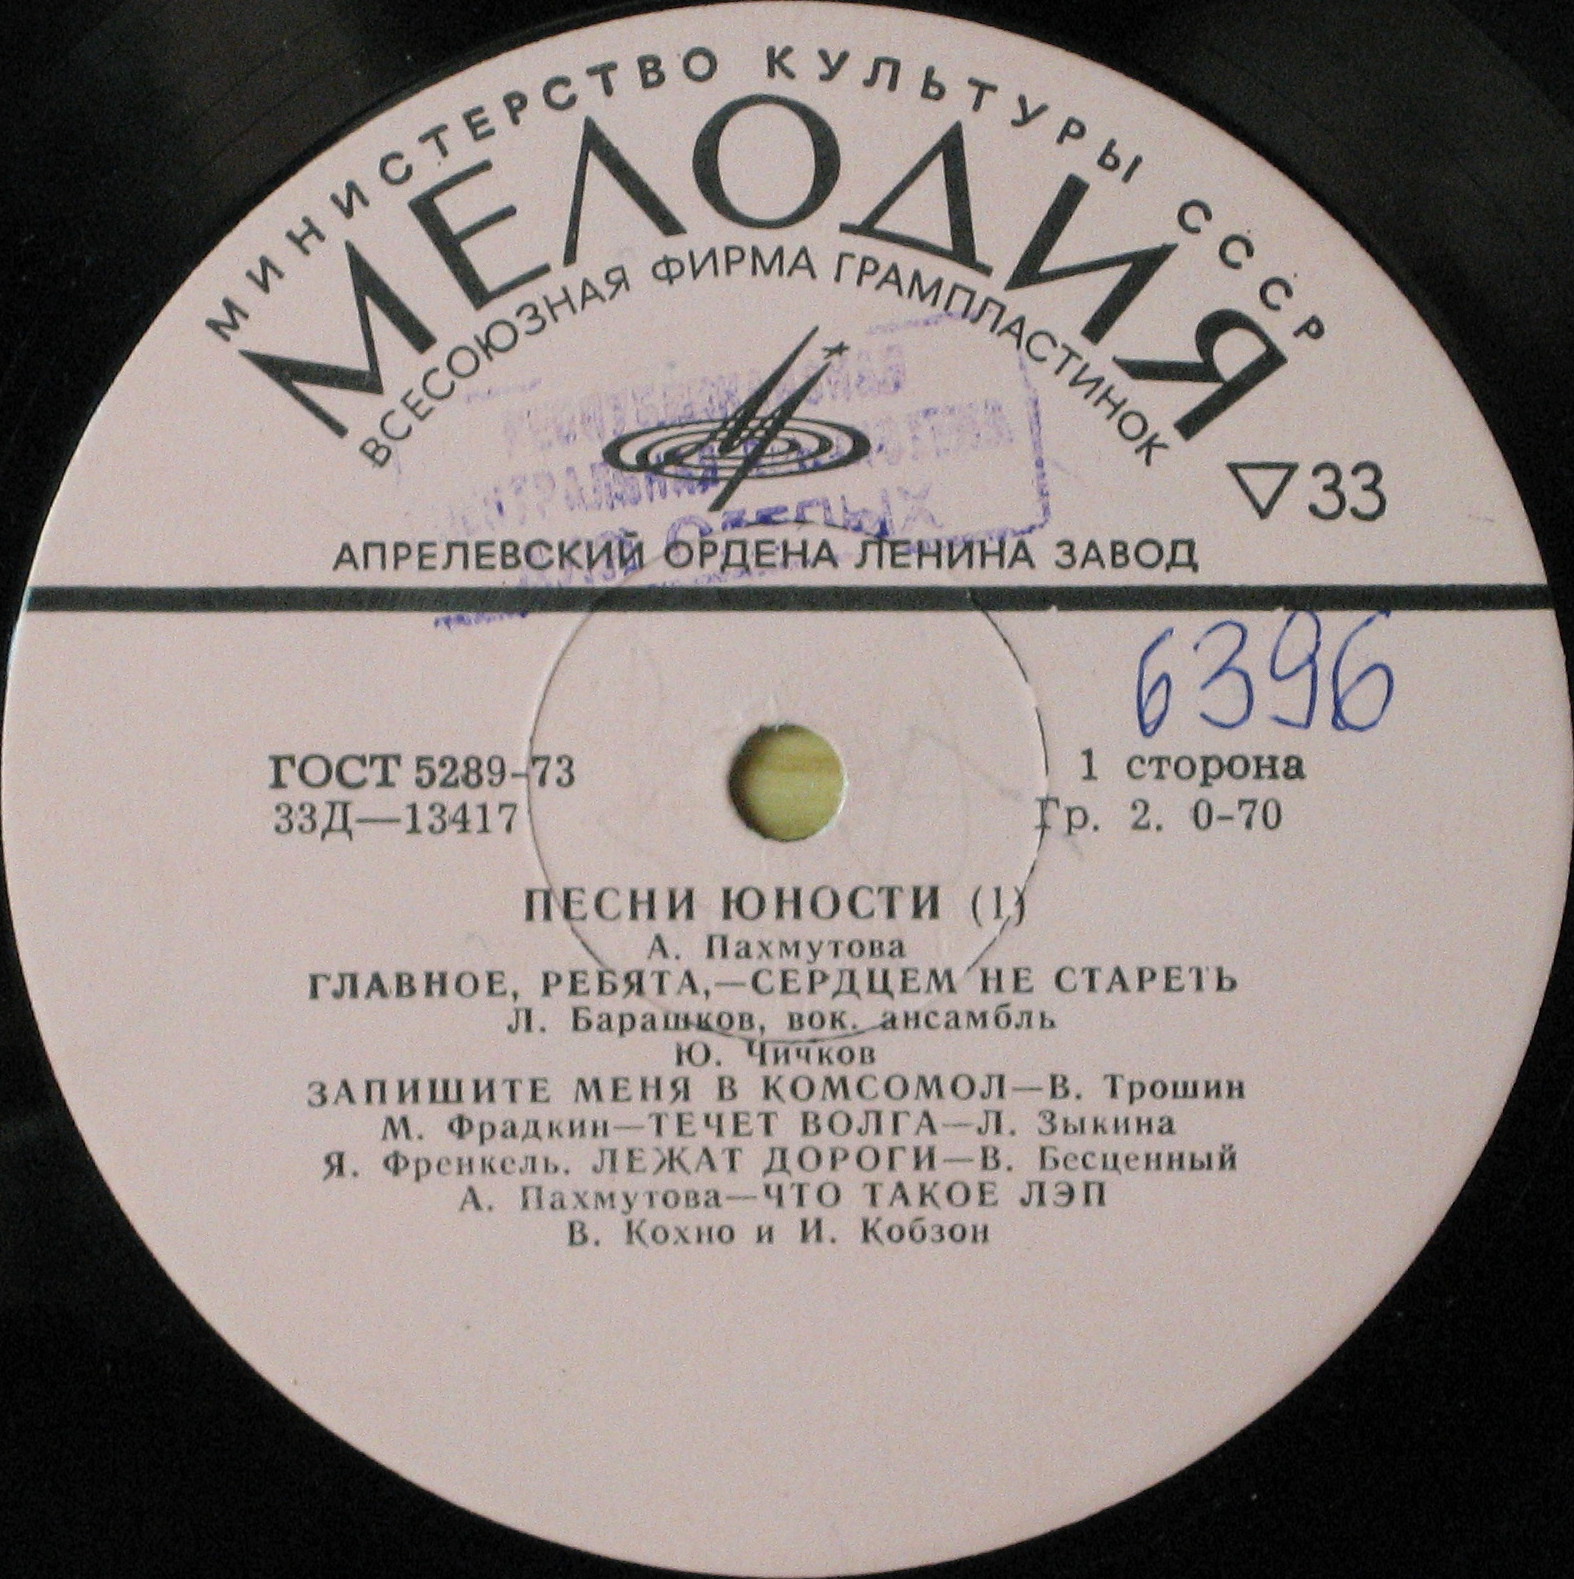 МИНИСТЕРСТВО КУЛЬТУРЫ СССР
МЕЛОДИЯ
ВСЕСОЮЗНАЯ ФИРМА ГРАМПЛАСТИНОК
33
АПРЕЛЕВСКИЙ ОРДЕНА ЛЕНИНА ЗАВОД
6396
ГОСТ 5289-73
1 сторона
33Д—13417
Гр. 2. 0-70
ПЕСНИ ЮНОСТИ (1)
А. Пахмутова
ГЛАВНОЕ, РЕБЯТА,—СЕРДЦЕМ НЕ СТАРЕТЬ
Л. Барашков, вок. ансамбль
Ю. Чичков
ЗАПИШИТЕ МЕНЯ В КОМСОМОЛ—В. Трошин
М. Фрадкин—ТЕЧЕТ ВОЛГА—Л. Зыкина
Я. Френкель. ЛЕЖАТ ДОРОГИ—В. Бесценный
А. Пахмутова—ЧТО ТАКОЕ ЛЭП
В. Кохно и И. Кобзон